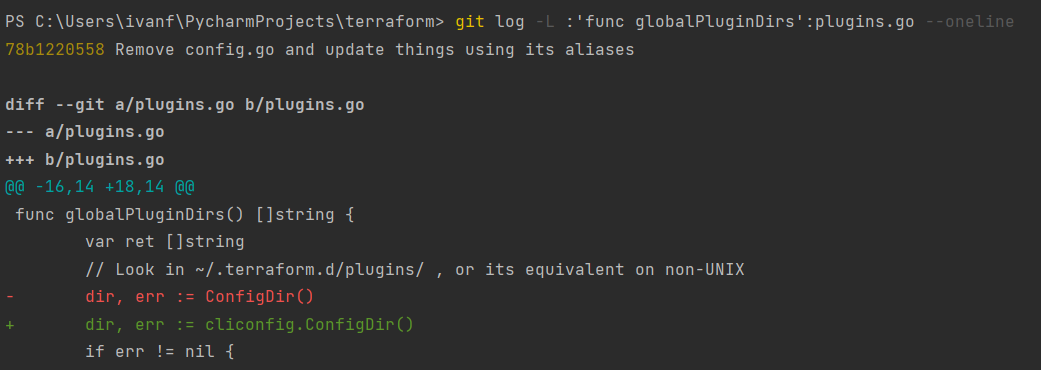 PS C:\Users\ivanf\PycharmProjects\terraform> git log -L :'func globalPluginDirs':plugins.go --oneline
78b1220558 Remove config.go and update things using its aliases
diff --git a/plugins.go b/plugins.go
--- a/plugins.go
+++ b/plugins.go
@@ -16,14 +18,14 @@
 func globalPluginDirs() []string {
        var ret []string
        // Look in ~/.terraform.d/plugins/ , or its equivalent on non-UNIX
-       dir, err := ConfigDir()
+       dir, err := cliconfig.ConfigDir()
        if err != nil {